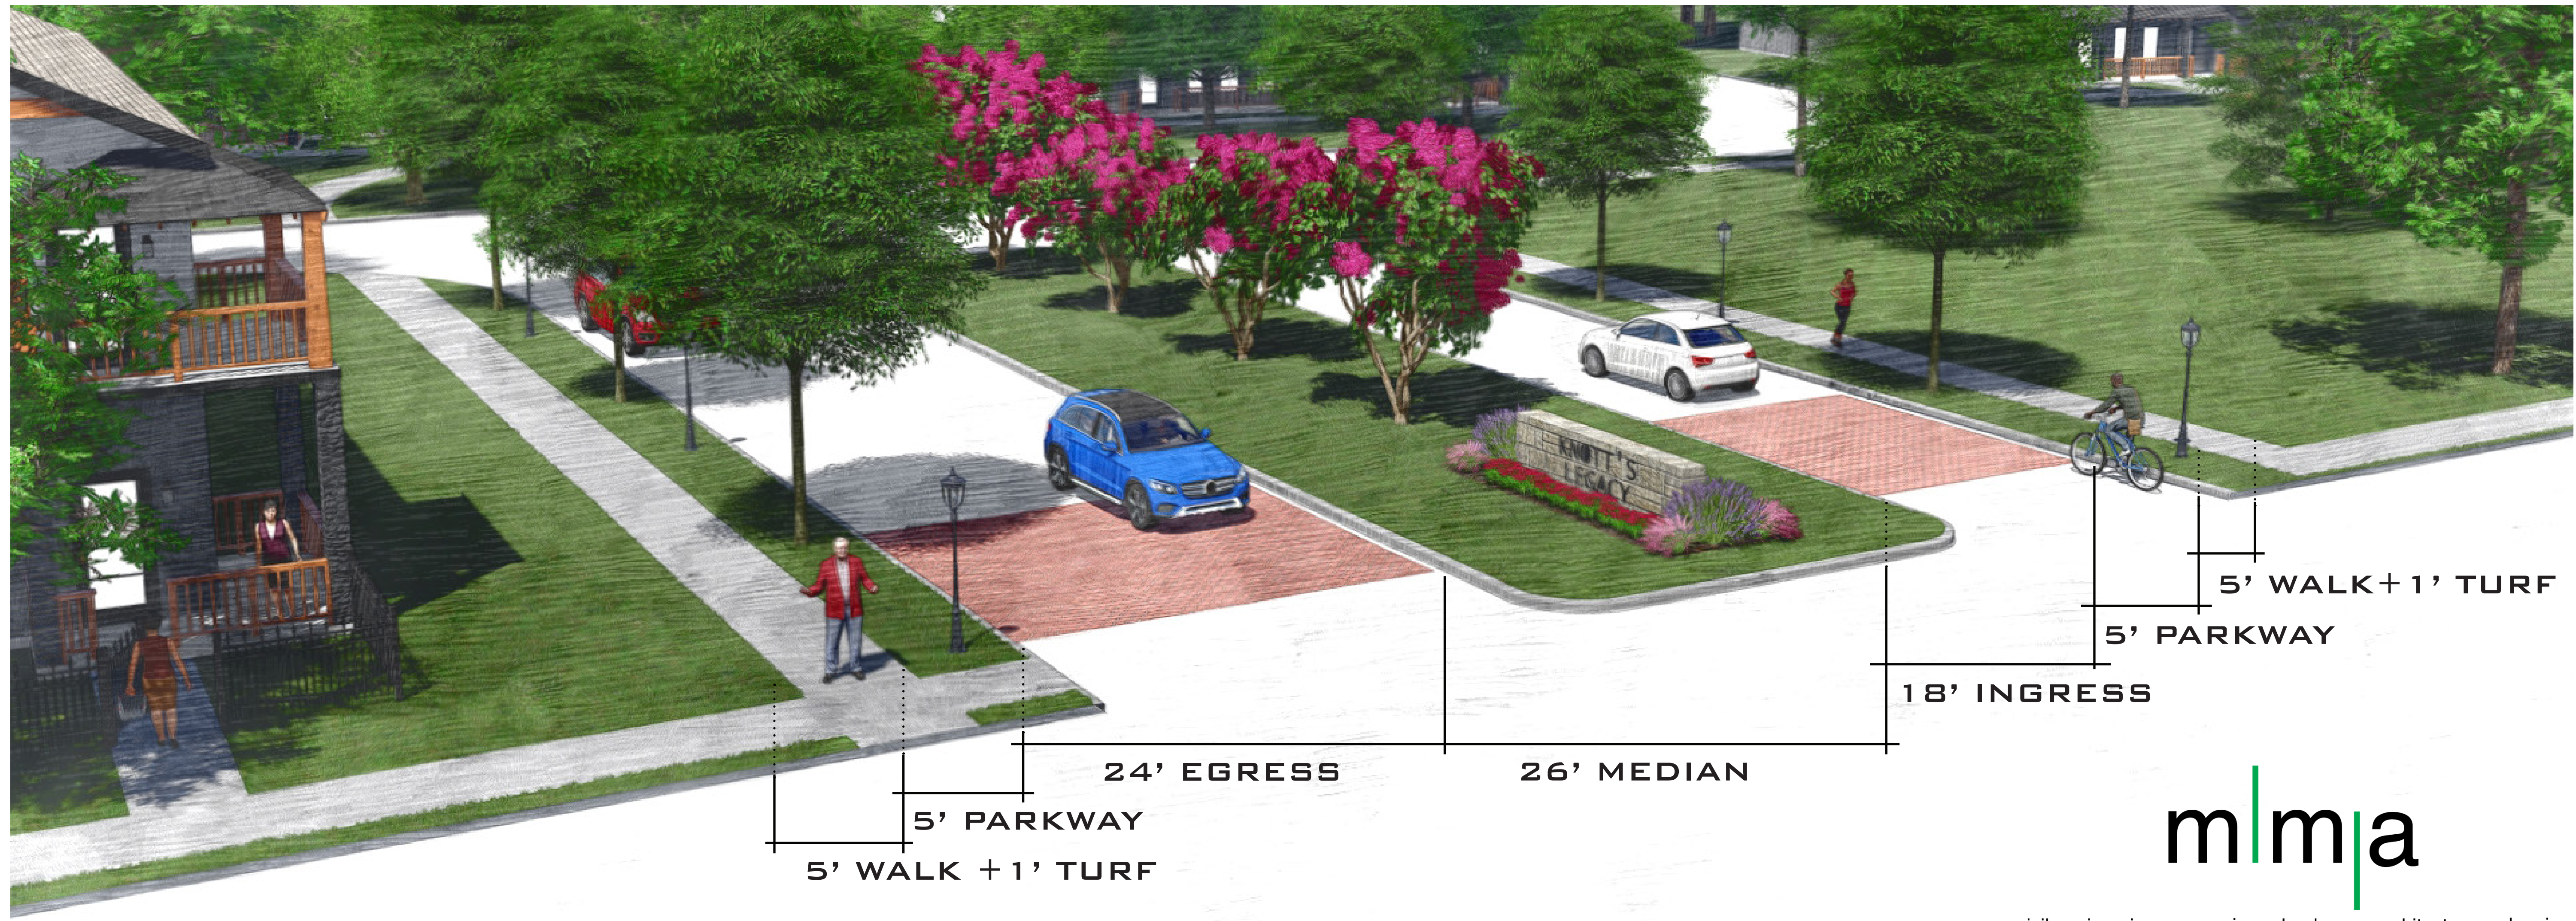 KNOTT'S
LEGACY
5' WALK+1' TURF
5' PARKWAY
18' INGRESS
24' EGRESS
26' MEDIAN
5' PARKWAY
5' WALK +1' TURF
m|m|a